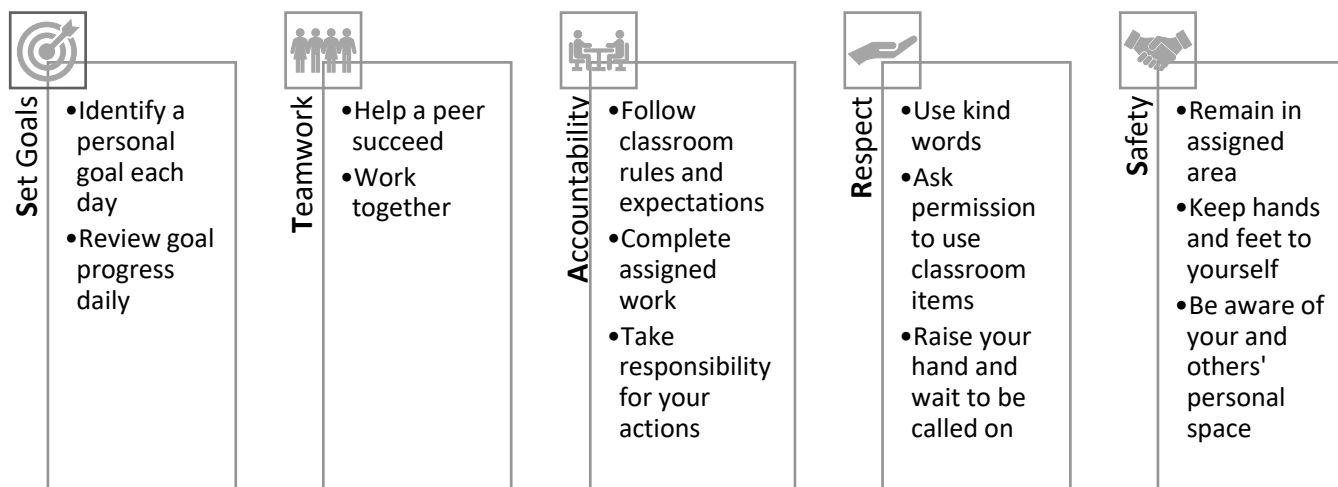 Set Goals
•Identify a
personal
goal each
day
•Review goal
progress
daily
Teamwork
•Help a peer
succeed
•Work
together
Accountability
•Follow
classroom
rules and
expectations
•Complete
assigned
work
•Take
responsibility
for your
actions
Respect
•Use kind
words
•Ask
permission
to use
classroom
items
•Raise your
hand and
wait to be
called on
Safety
•Remain in
assigned
area
•Keep hands
and feet to
yourself
•Be aware of
your and
others'
personal
space